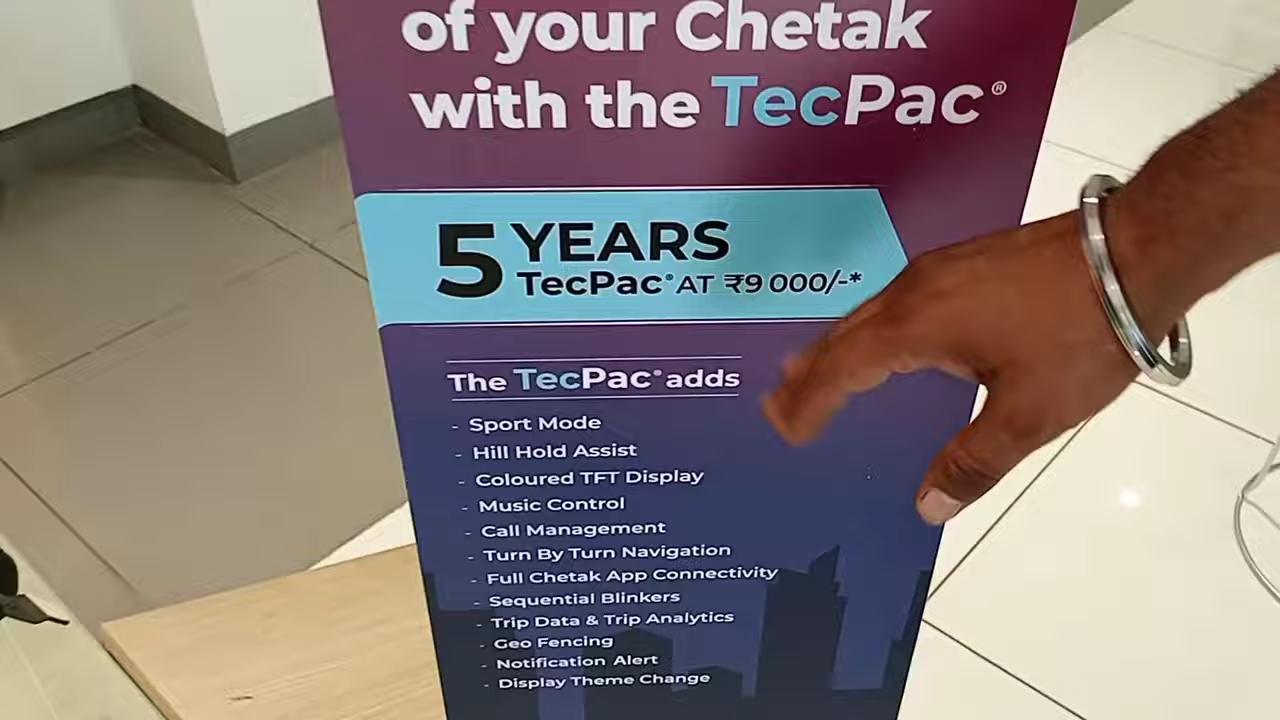 of your Chetak
with the TecPac®
5 YEARS
TecPac® AT ₹9 000/-*
The TecPac® adds
- Sport Mode
- Hill Hold Assist
- Coloured TFT Display
- Music Control
- Call Management
- Turn By Turn Navigation
- Full Chetak App Connectivity
- Sequential Blinkers
- Trip Data & Trip Analytics
- Geo Fencing
- Notification Alert
- Display Theme Change